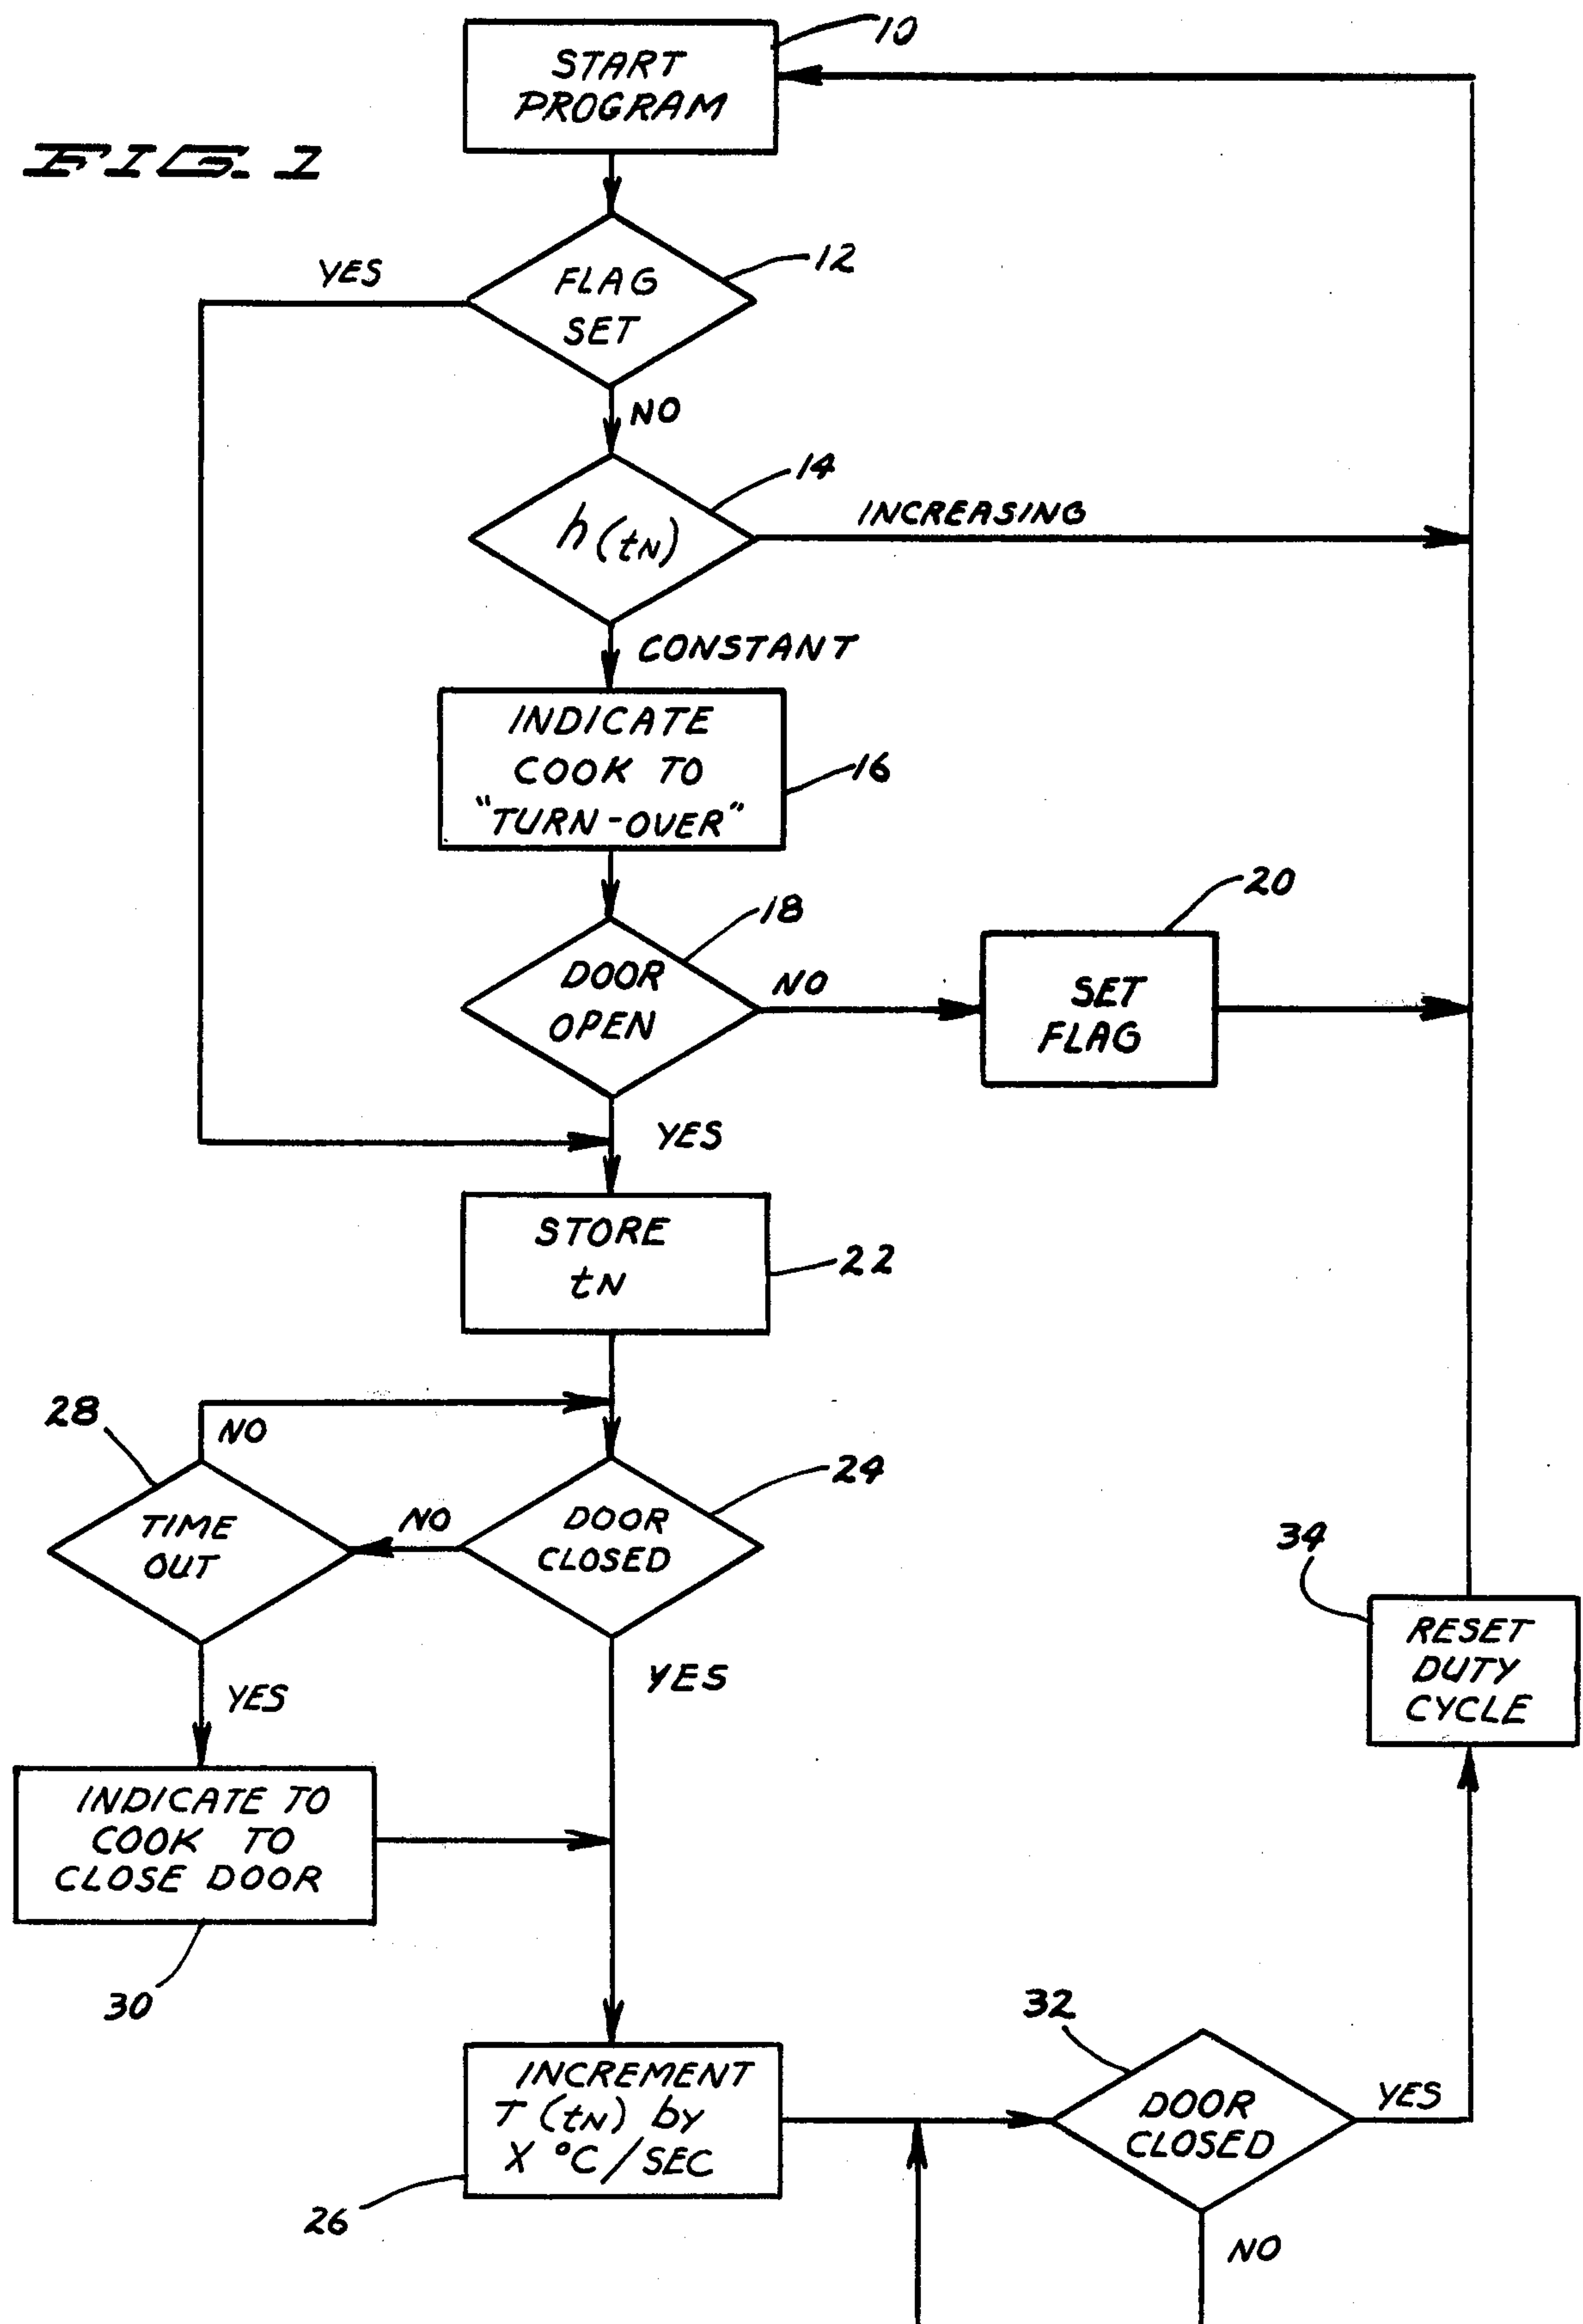 10
START
PROGRAM
FIG. 1
12
YES
FLAG
SET
NO
14
h(tN)
INCREASING
CONSTANT
INDICATE
COOK TO
"TURN-OVER"
16
20
18
DOOR
OPEN
NO
SET
FLAG
YES
STORE
tN
22
28
NO
24
TIME
OUT
NO
DOOR
CLOSED
34
YES
YES
RESET
DUTY
CYCLE
INDICATE TO
COOK TO
CLOSE DOOR
30
32
INCREMENT
T (tN) by
X °C/SEC
DOOR
CLOSED
YES
26
NO